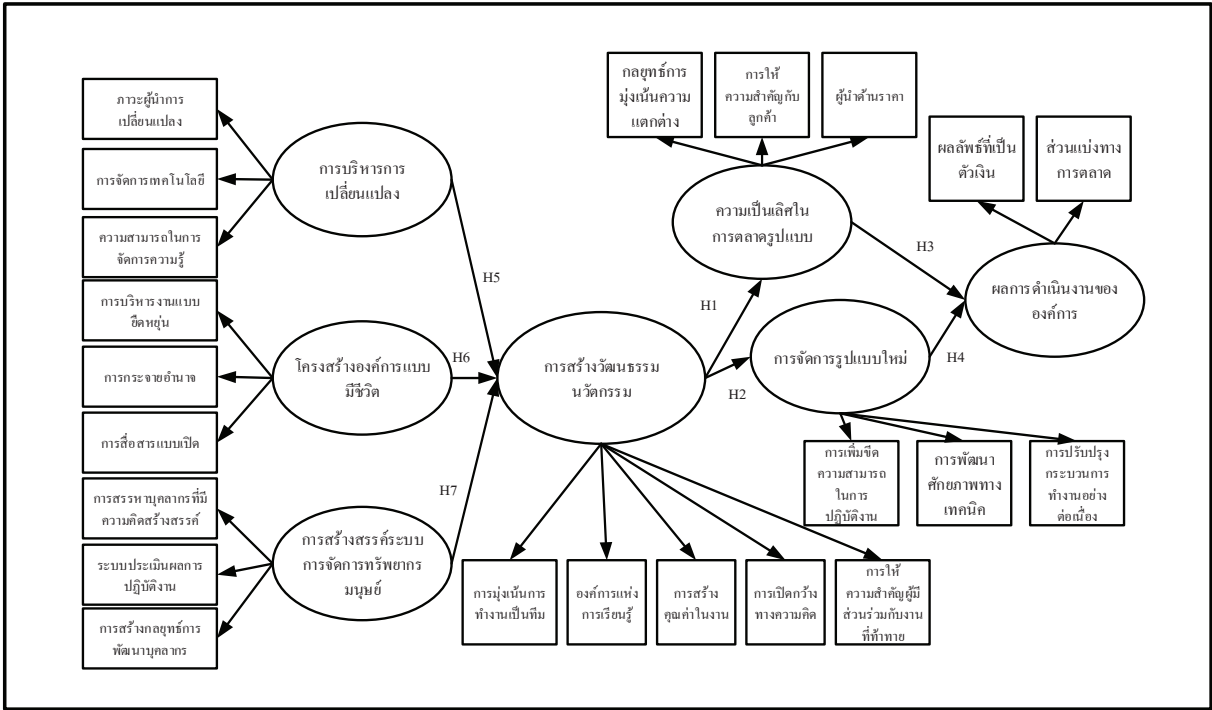 ภาวะผู้นำการ
เปลี่ยนแปลง
การจัดการเทคโนโลยี
ความสามารถในการ
จัดการความรู้
การบริหารงานแบบ
ยืดหยุ่น
การกระจายอำนาจ
การสื่อสารแบบเปิด
การสรรหาบุคลากรที่มี
ความคิดสร้างสรรค์
ระบบประเมินผลการ
ปฏิบัติงาน
การสร้างกลยุทธ์การ
พัฒนาบุคลากร
การบริหารการ
เปลี่ยนแปลง
โครงสร้างองค์การแบบ
มีชีวิต
การสร้างสรรค์ระบบ
การจัดการทรัพยากร
มนุษย์
H5
H6
H7
การสร้างวัฒนธรรม
นวัตกรรม
การมุ่งเน้นการ
ทำงานเป็นทีม
องค์การแห่ง
การเรียนรู้
การสร้าง
คุณค่าในงาน
การเปิดกว้าง
ทางความคิด
การให้
ความสำคัญผู้มี
ส่วนร่วมกับงาน
ที่ท้าทาย
H1
H2
กลยุทธ์การ
มุ่งเน้นความ
แตกต่าง
การให้
ความสำคัญกับ
ลูกค้า
ผู้นำด้านราคา
ความเป็นเลิศใน
การตลาดรูปแบบ
การจัดการรูปแบบใหม่
การเพิ่มขีด
ความสามารถ
ในการ
ปฏิบัติงาน
การพัฒนา
ศักยภาพทาง
เทคนิค
การปรับปรุง
กระบวนการ
ทำงานอย่าง
ต่อเนื่อง
H3
H4
ผลลัพธ์ที่เป็น
ตัวเงิน
ส่วนแบ่งทาง
การตลาด
ผลการดำเนินงานของ
องค์การ